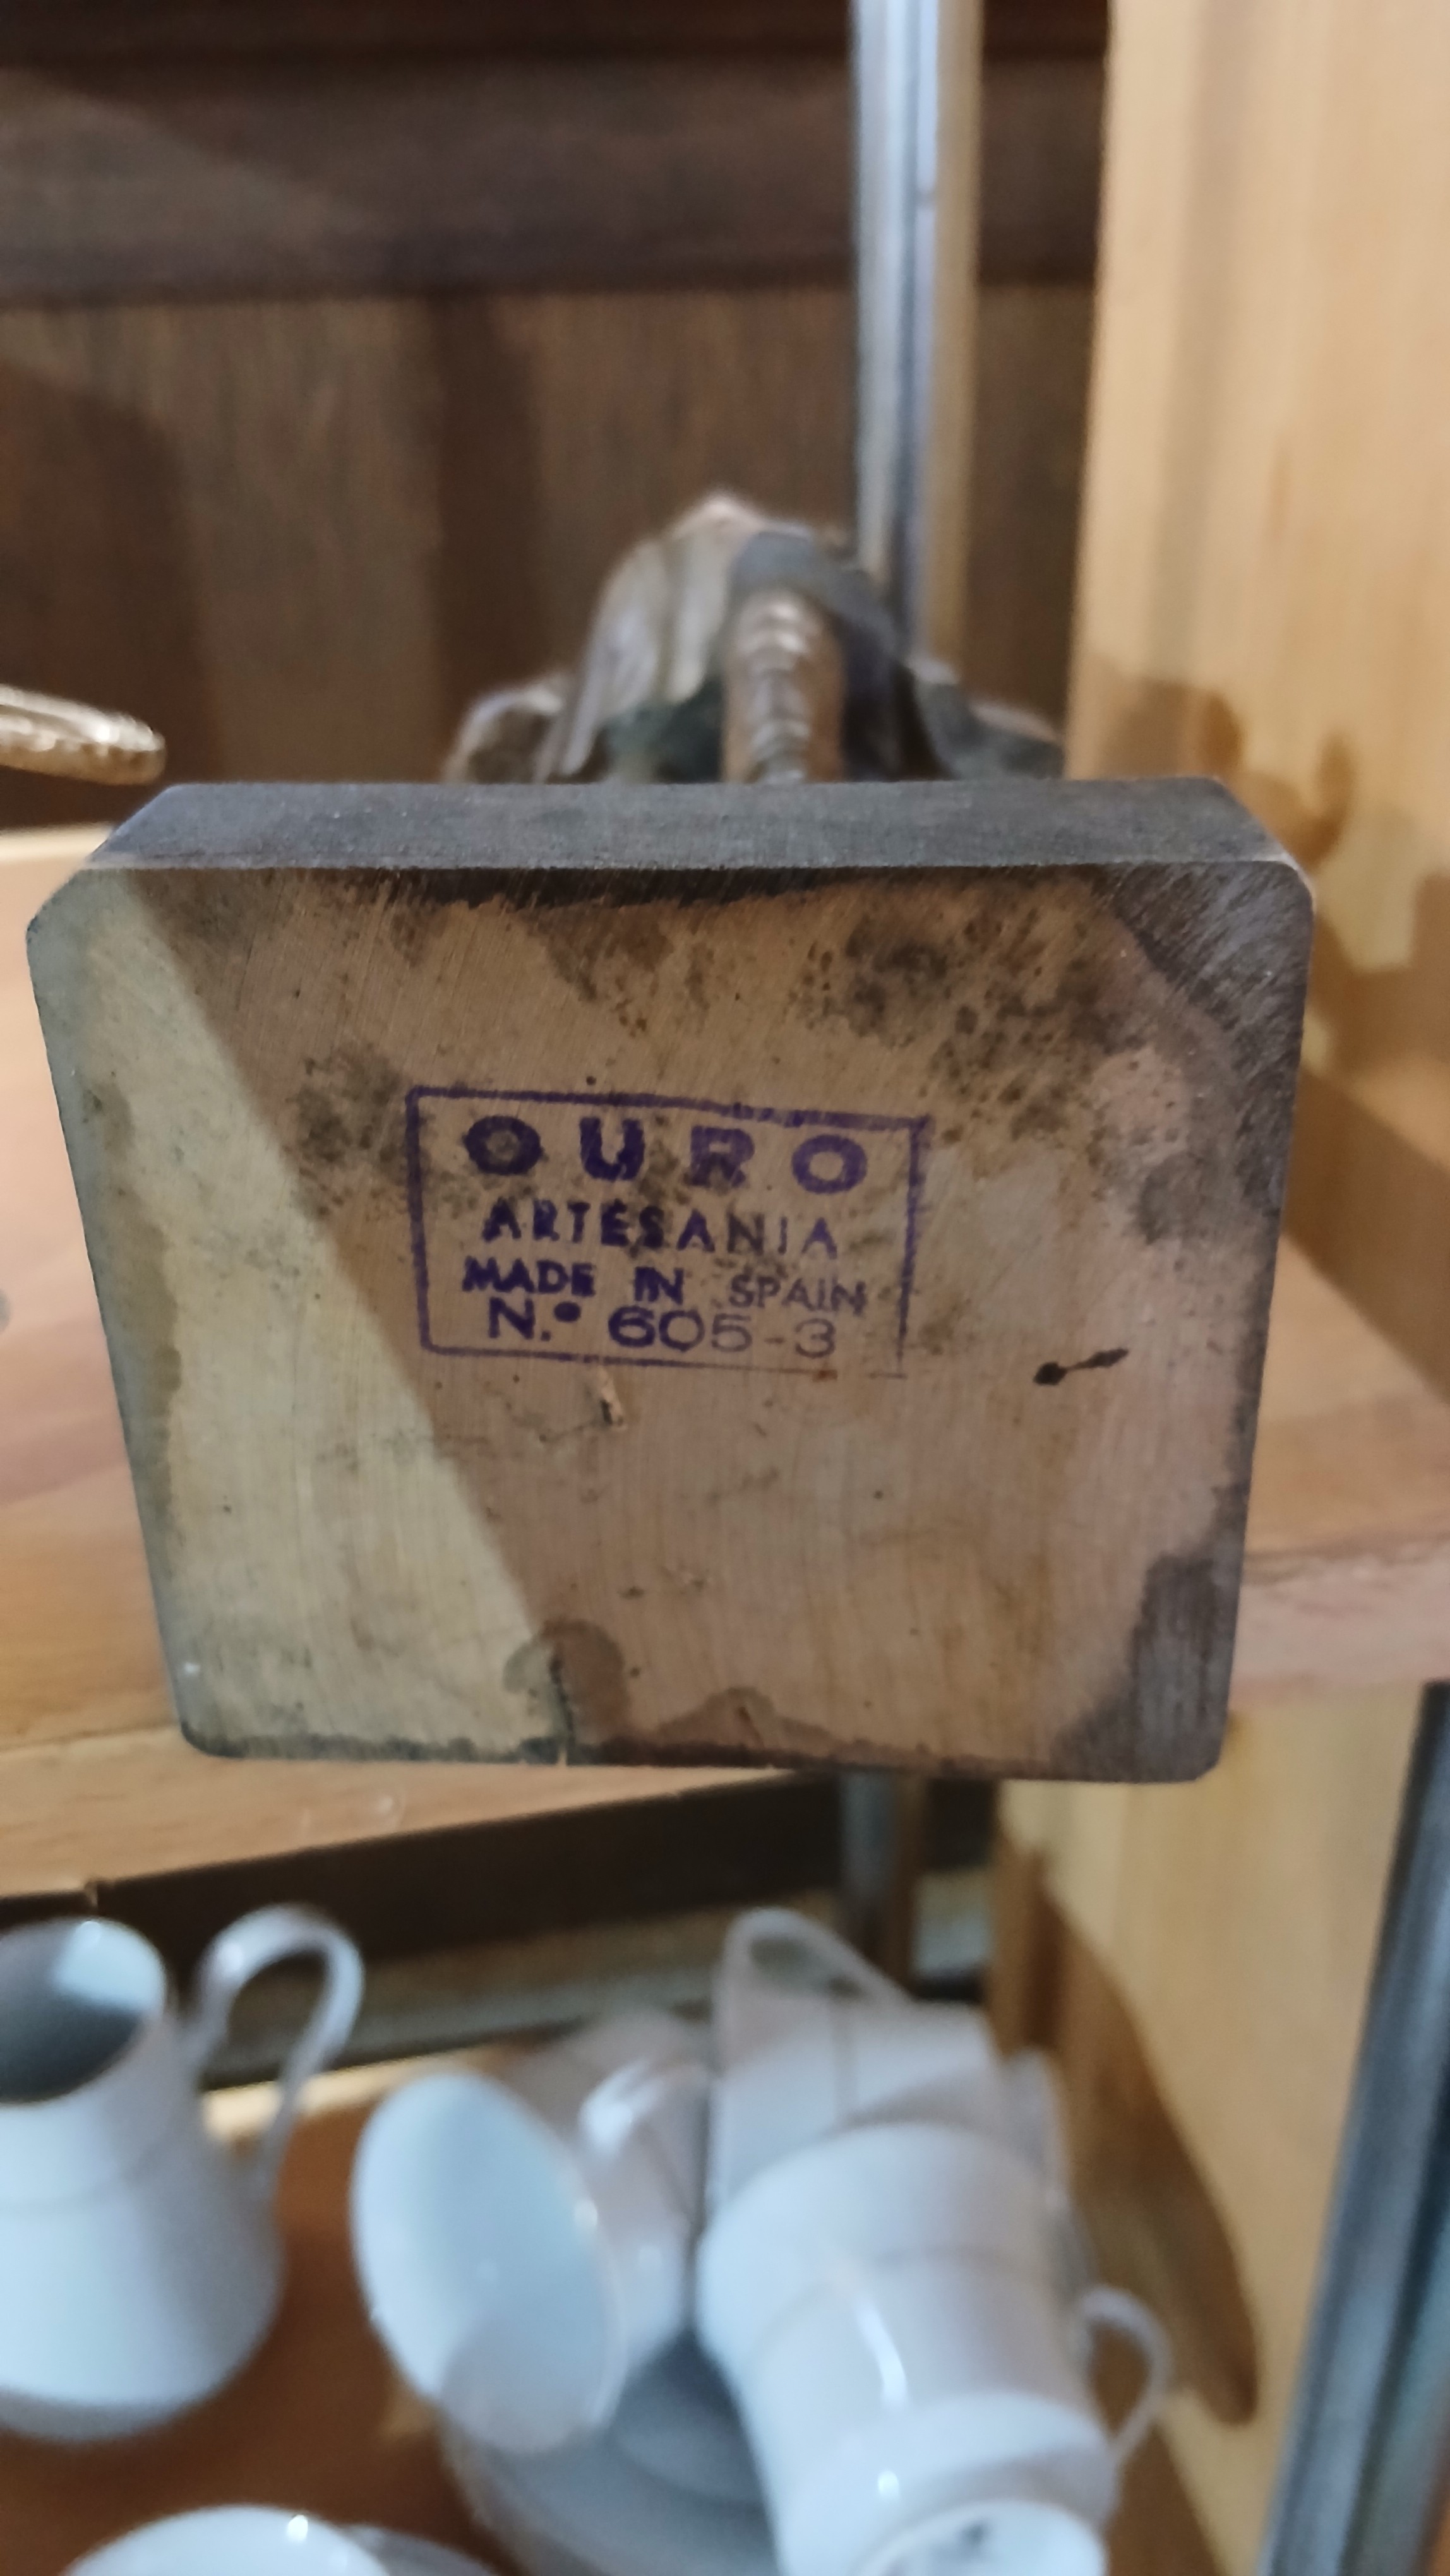 OURO
ARTESANIA
MADE IN SPAIN
N.º 605-3